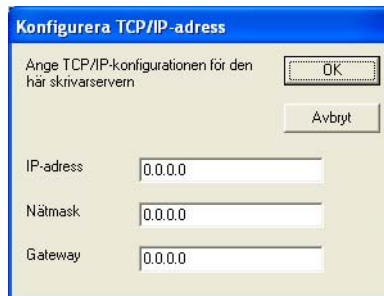 Konfigurera TCP/IP-adress
Ange TCP/IP-konfigurationen för den
här skrivarservern
OK
Avbryt
IP-adress 0.0.0.0
Nätmask 0.0.0.0
Gateway 0.0.0.0